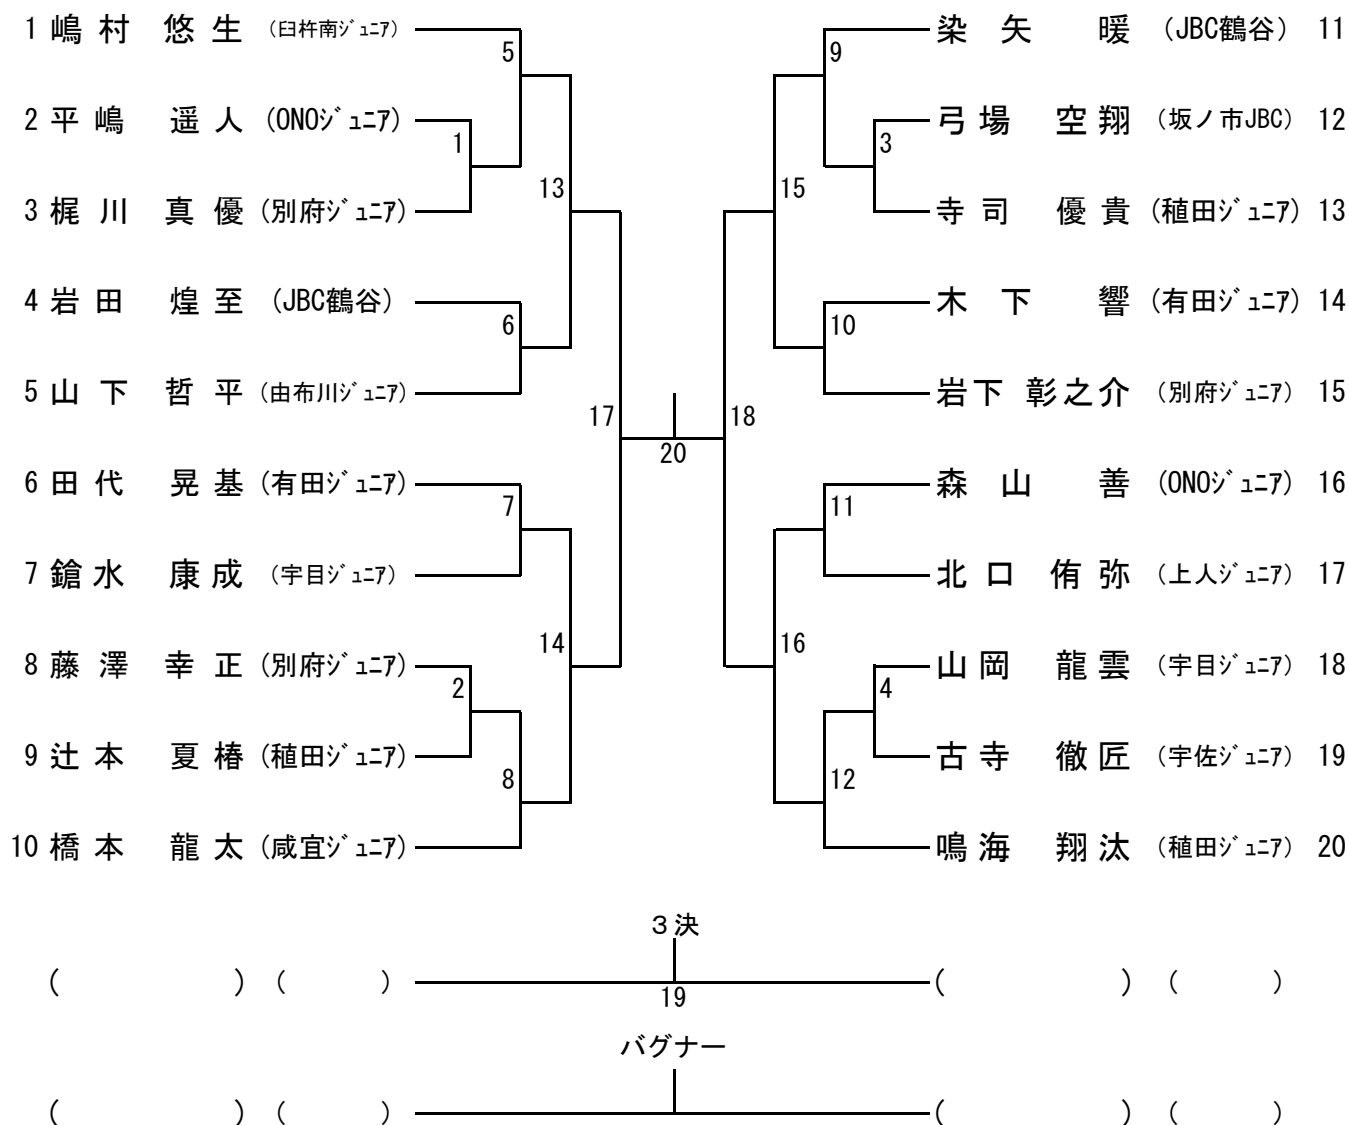 1 嶋村 悠生 （臼杵南ｼﾞｭﾆｱ）
5
2 平嶋 遥人 （ONOｼﾞｭﾆｱ）
1
3 梶川 真優 （別府ｼﾞｭﾆｱ）
13
4 岩田 煌至 （JBC鶴谷）
6
5 山下 哲平 （由布川ｼﾞｭﾆｱ）
17
6 田代 晃基 （有田ｼﾞｭﾆｱ）
7
7 鎗水 康成 （宇目ｼﾞｭﾆｱ）
14
8 藤澤 幸正 （別府ｼﾞｭﾆｱ）
2
9 辻本 夏椿 （稙田ｼﾞｭﾆｱ）
8
10 橋本 龍太 （咸宜ｼﾞｭﾆｱ）
20
染矢 暖 （JBC鶴谷） 11
9
弓場 空翔 （坂ノ市JBC） 12
3
寺司 優貴 （稙田ｼﾞｭﾆｱ） 13
15
木下 響 （有田ｼﾞｭﾆｱ） 14
10
岩下 彰之介 （別府ｼﾞｭﾆｱ） 15
18
森山 善 （ONOｼﾞｭﾆｱ） 16
11
北口 侑弥 （上人ｼﾞｭﾆｱ） 17
16
山岡 龍雲 （宇目ｼﾞｭﾆｱ） 18
4
古寺 徹匠 （宇佐ｼﾞｭﾆｱ） 19
12
鳴海 翔汰 （稙田ｼﾞｭﾆｱ） 20
３決
（ ）（ ） （ ）（ ）
19
バグナー
（ ）（ ） （ ）（ ）